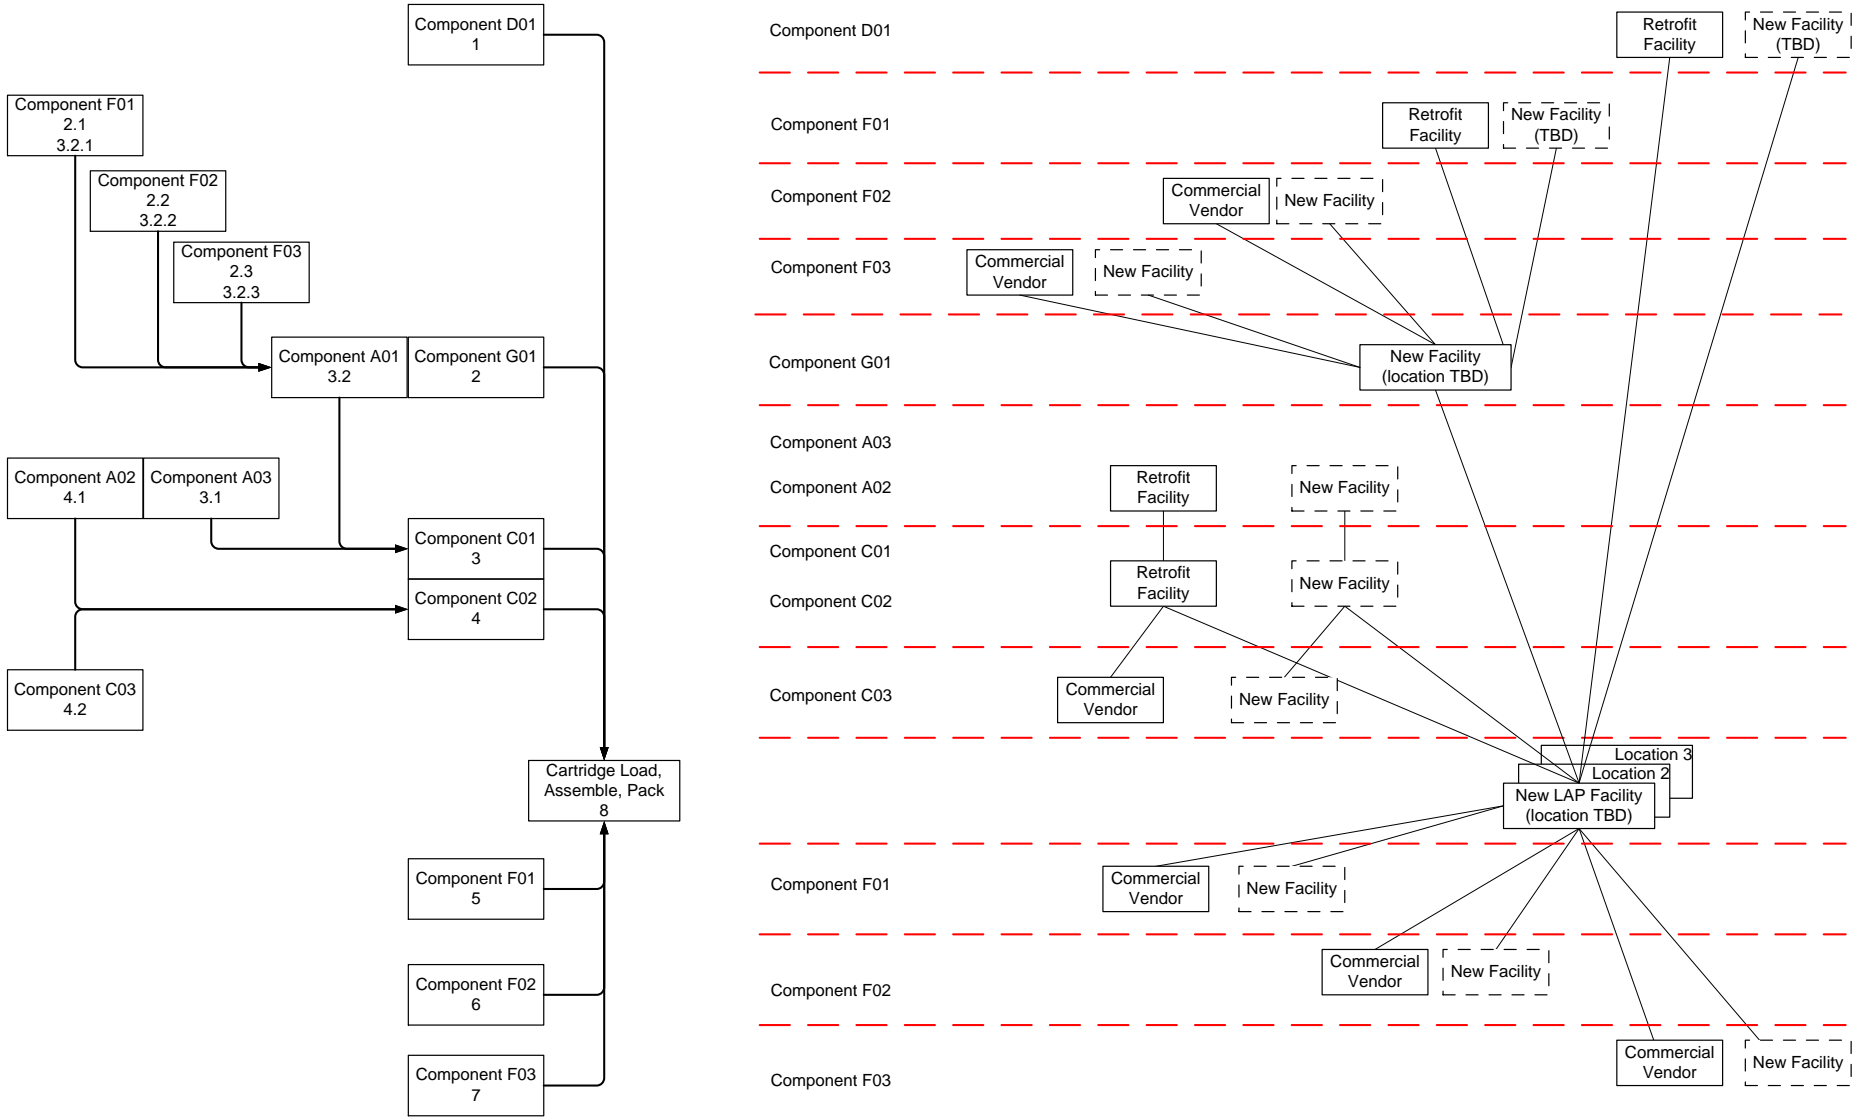 Component D01
1
Component F01
2.1
3.2.1
Component F02
2.2
3.2.2
Component F03
2.3
3.2.3
Component A01
3.2
Component G01
2
Component A02
4.1
Component A03
3.1
Component C01
3
Component C02
4
Component C03
4.2
Cartridge Load,
Assemble, Pack
8
Component F01
5
Component F02
6
Component F03
7
Component D01
Retrofit
Facility
New Facility
(TBD)
Component F01
Retrofit
Facility
New Facility
(TBD)
Component F02
Commercial
Vendor
New Facility
Component F03
Commercial
Vendor
New Facility
Component G01
New Facility
(location TBD)
Component A03
Component A02
Retrofit
Facility
New Facility
Component C01
Component C02
Retrofit
Facility
New Facility
Component C03
Commercial
Vendor
New Facility
Location 3
Location 2
New LAP Facility
(location TBD)
Component F01
Commercial
Vendor
New Facility
Component F02
Commercial
Vendor
New Facility
Component F03
Commercial
Vendor
New Facility